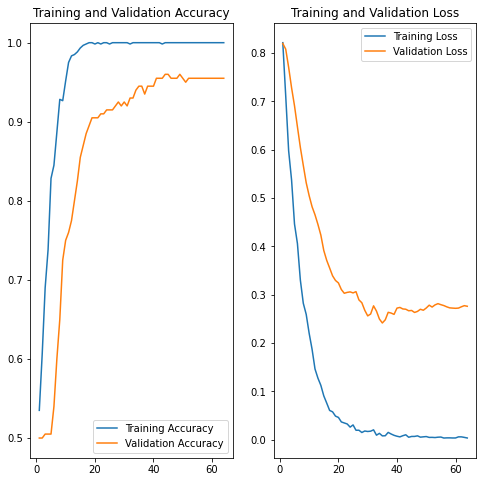 Training and Validation Accuracy
1.0
0.9
0.8
0.7
0.6
0.5
0 20 40 60
Training Accuracy
Validation Accuracy
Training and Validation Loss
0.8
0.7
0.6
0.5
0.4
0.3
0.2
0.1
0.0
0 20 40 60
Training Loss
Validation Loss